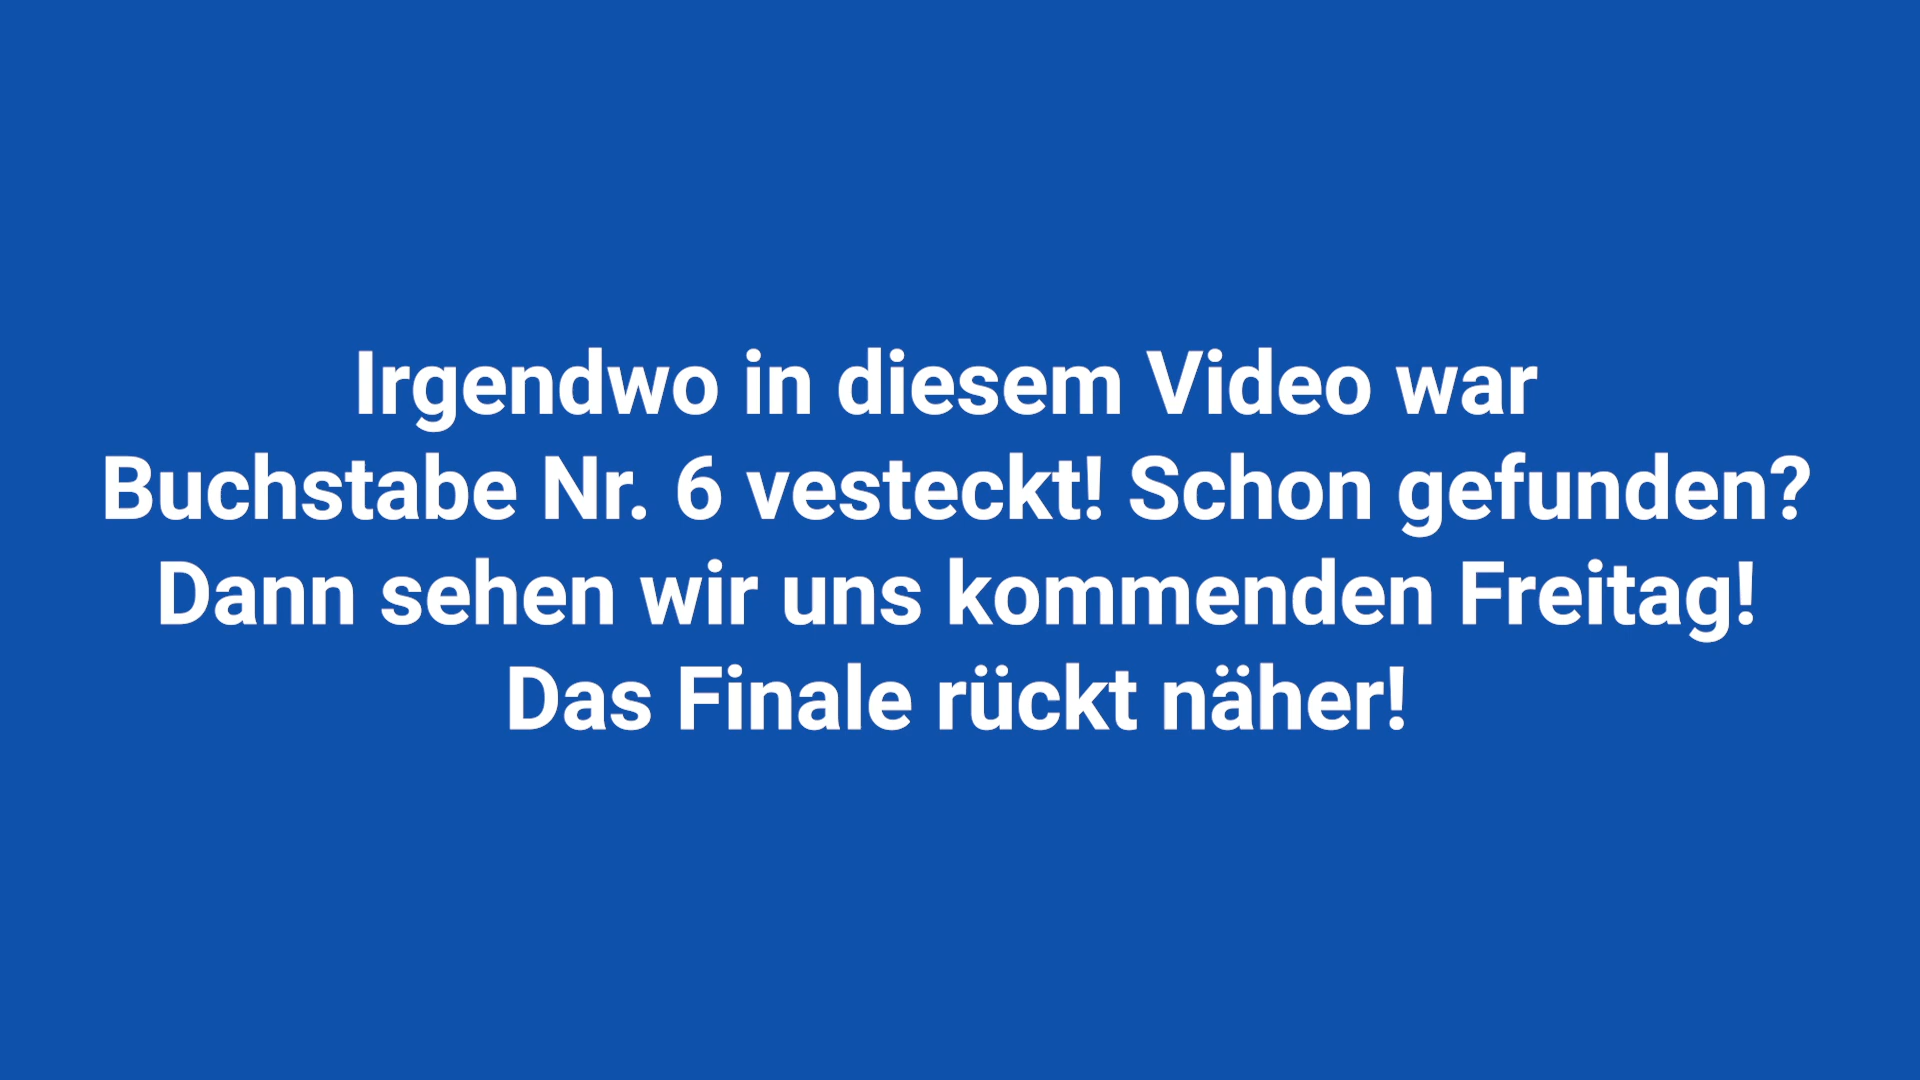 Irgendwo in diesem Video war
Buchstabe Nr. 6 vesteckt! Schon gefunden?
Dann sehen wir uns kommenden Freitag!
Das Finale rückt näher!